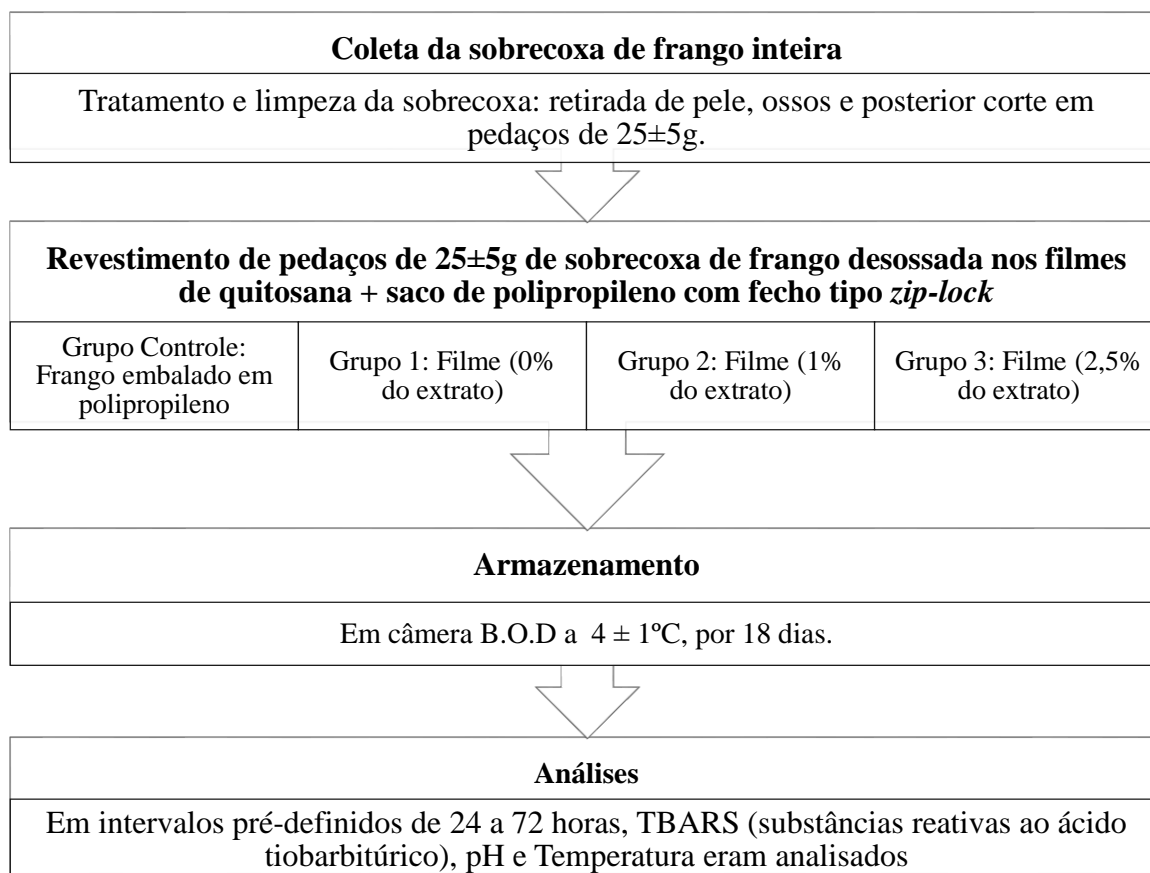 Coleta da sobrecoxa de frango inteira
Tratamento e limpeza da sobrecoxa: retirada de pele, ossos e posterior corte em
pedaços de 25±5g.
Revestimento de pedaços de 25±5g de sobrecoxa de frango desossada nos filmes
de quitosana + saco de polipropileno com fecho tipo zip-lock
Grupo Controle:
Frango embalado em
polipropileno
Grupo 1: Filme (0%
do extrato)
Grupo 2: Filme (1%
do extrato)
Grupo 3: Filme (2,5%
do extrato)
Armazenamento
Em câmera B.O.D a 4 ± 1ºC, por 18 dias.
Análises
Em intervalos pré-definidos de 24 a 72 horas, TBARS (substâncias reativas ao ácido
tiobarbitúrico), pH e Temperatura eram analisados